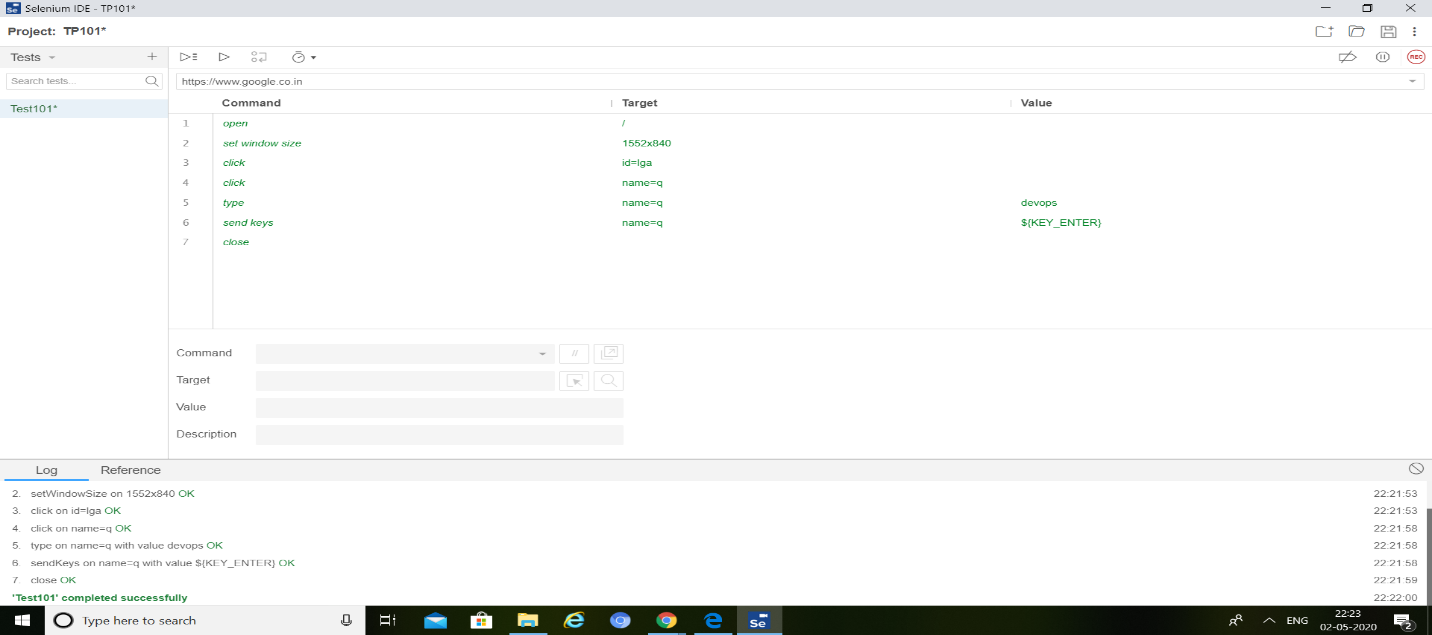 Se Selenium IDE - TP101*
Project: TP101*
Tests
Search tests...
https://www.google.co.in
Test101*
Command Target Value
1 open /
2 set window size 1552x840
3 click id=lga
4 click name=q
5 type name=q devops
6 send keys name=q ${KEY_ENTER}
7 close
REC
Command //
Target
Value
Description
Log Reference
2. setWindowSize on 1552x840 OK 22:21:53
3. click on id=lga OK 22:21:53
4. click on name=q OK 22:21:58
5. type on name=q with value devops OK 22:21:58
6. sendKeys on name=q with value ${KEY_ENTER} OK 22:21:58
7. close OK 22:21:59
'Test101' completed successfully 22:22:00
Type here to search Se ENG 22:23
02-05-2020 2